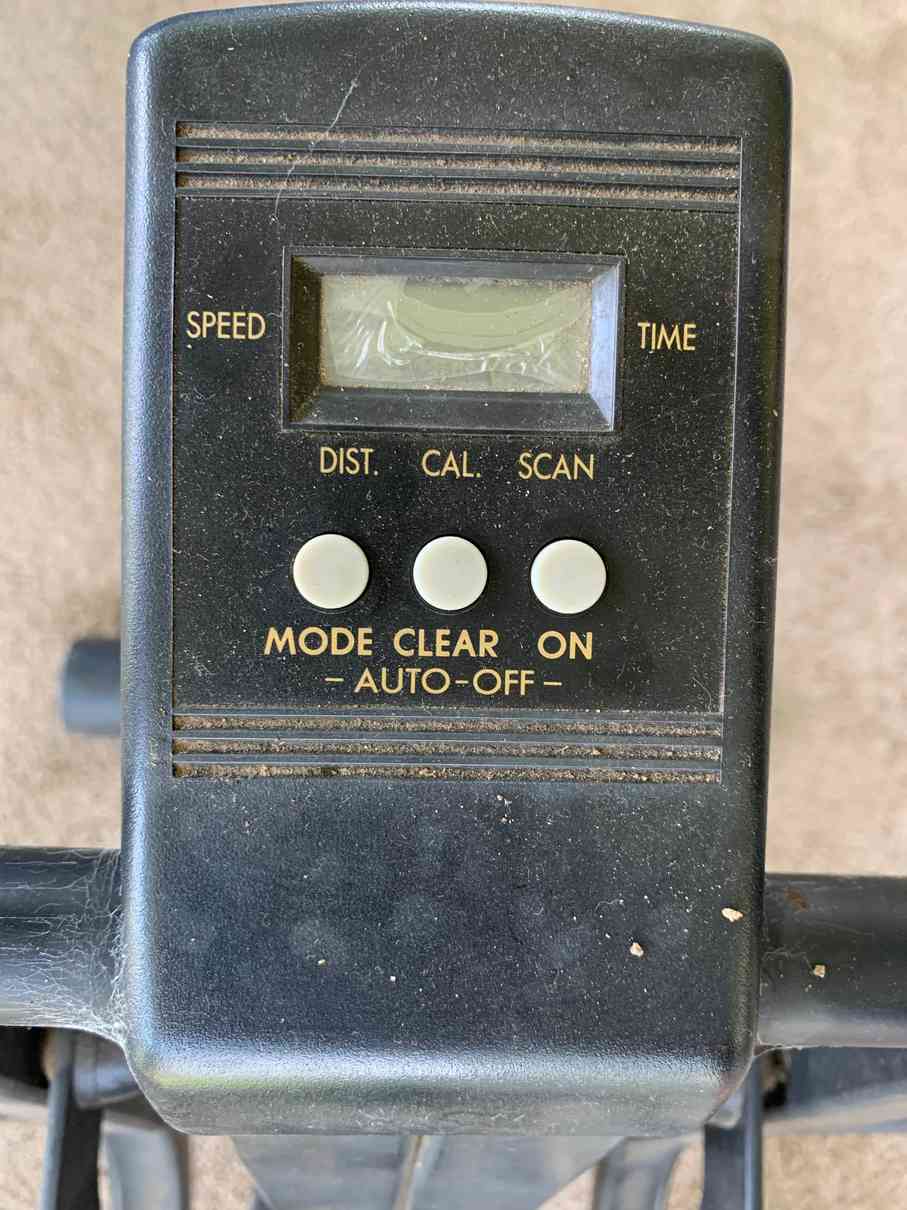 SPEED TIME
DIST. CAL. SCAN
MODE CLEAR ON
– AUTO-OFF –